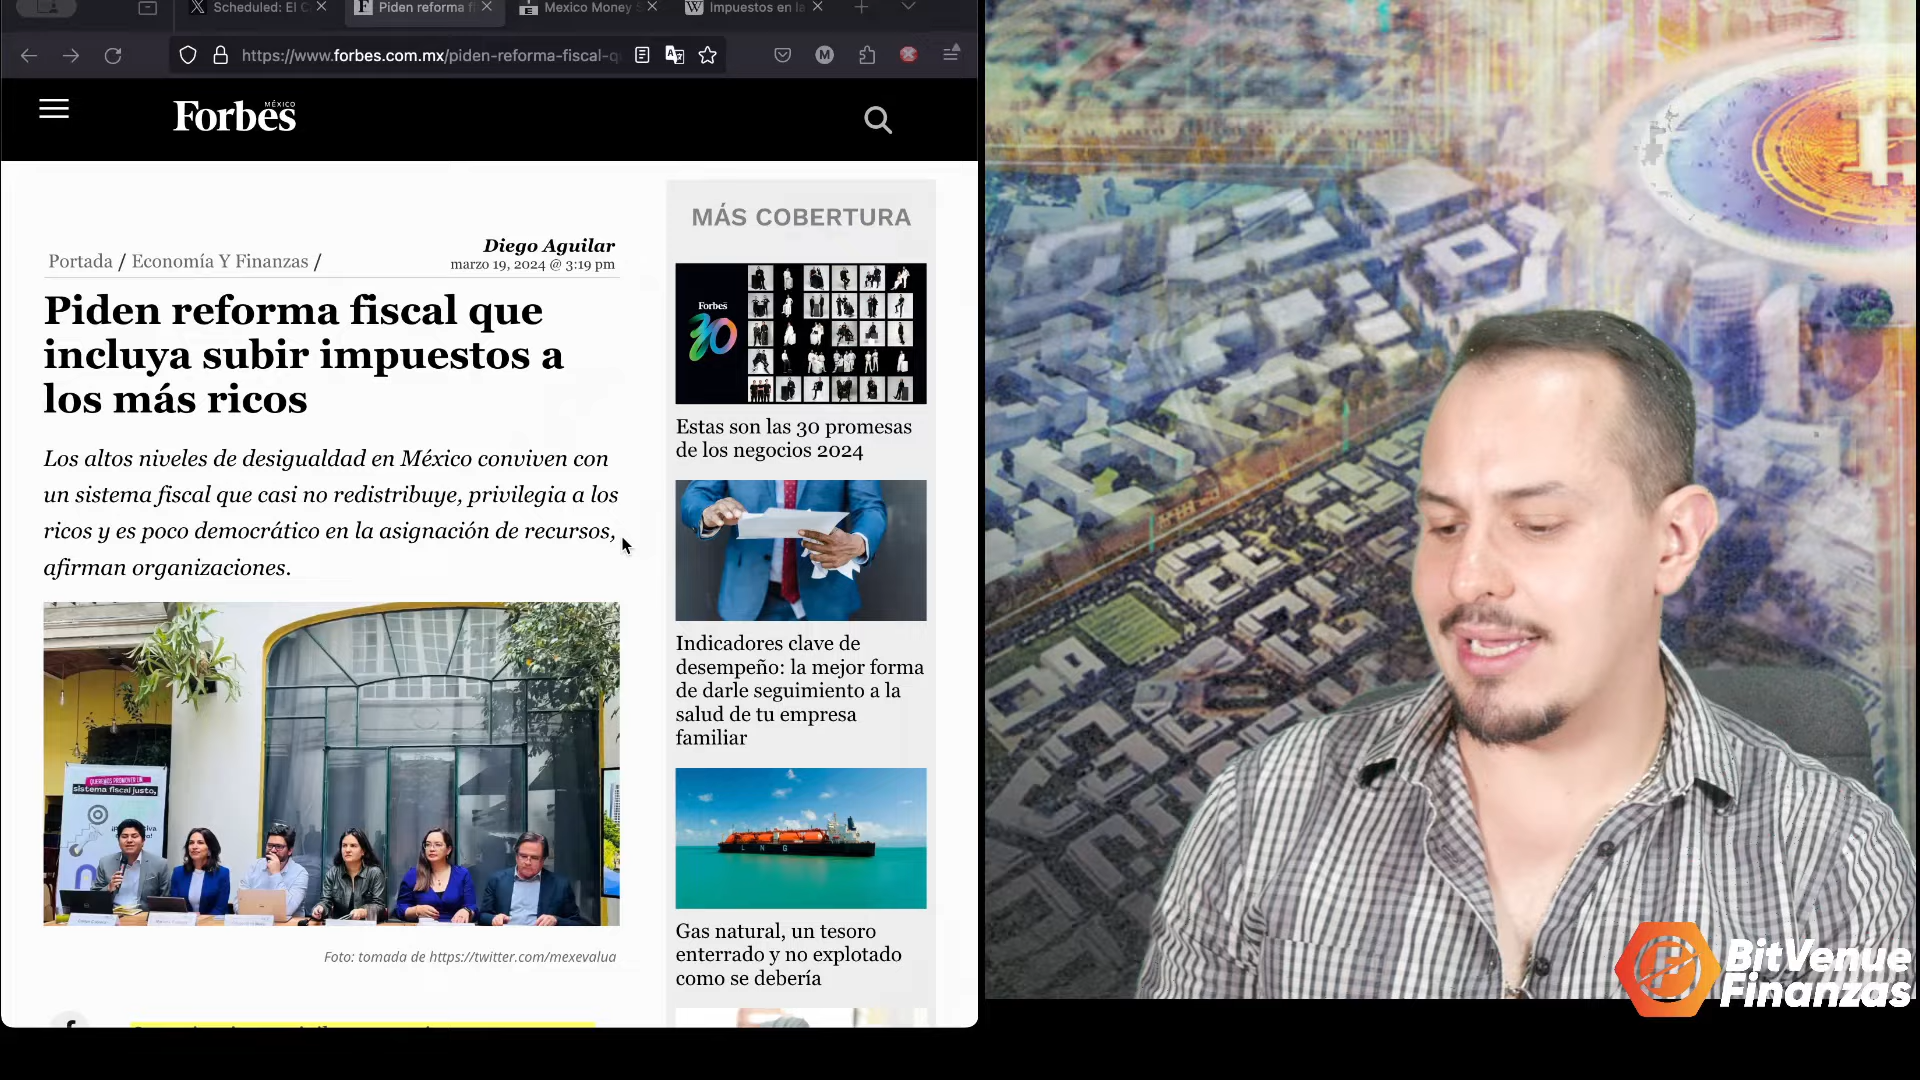 Scheduled: El C
Piden reforma fi
Mexico Money S
Impuestos en la
https://www.forbes.com.mx/piden-reforma-fiscal-q
M
Forbes
MÉXICO
MÁS COBERTURA
Diego Aguilar
Portada / Economía Y Finanzas /
marzo 19, 2024 @ 3:19 pm
Piden reforma fiscal que
incluya subir impuestos a
los más ricos
Los altos niveles de desigualdad en México conviven con
un sistema fiscal que casi no redistribuye, privilegia a los
ricos y es poco democrático en la asignación de recursos,
afirman organizaciones.
QUEREMOS PROMOVER UN
sistema fiscal justo,
Foto: tomada de https://twitter.com/mexevalua
Forbes
30
Estas son las 30 promesas
de los negocios 2024
Indicadores clave de
desempeño: la mejor forma
de darle seguimiento a la
salud de tu empresa
familiar
LNG
Gas natural, un tesoro
enterrado y no explotado
como se debería
BitVenue
Finanzas